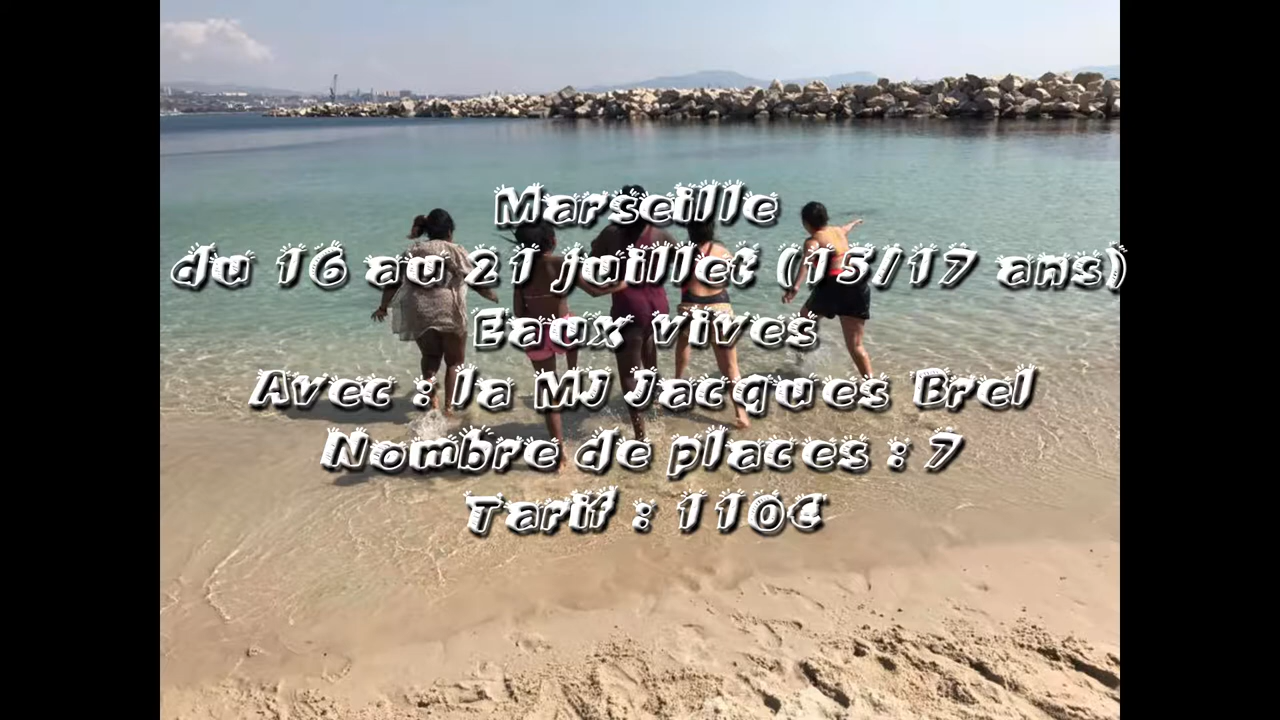 Marseille
du 16 au 21 juillet (15/17 ans)
Eaux vives
Avec : la MJ Jacques Brel
Nombre de places : 7
Tarif : 110€